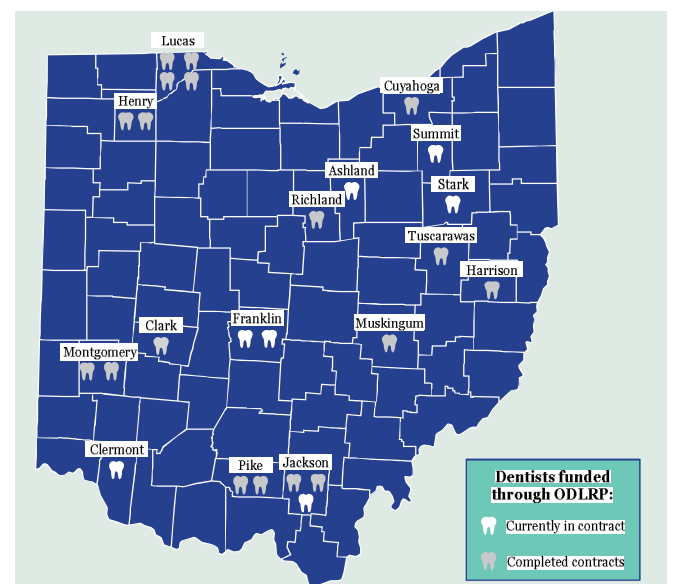 Lucas
Cuyahoga
Henry
Summit
Ashland
Stark
Richland
Tuscarawas
Harrison
Franklin
Clark
Muskingum
Montgomery
Clermont
Pike
Jackson
Dentists funded
through ODLRP:
Currently in contract
Completed contracts